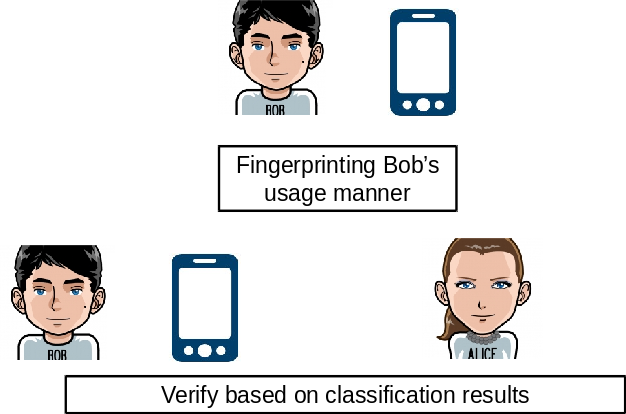 BOB
Fingerprinting Bob's
usage manner
BOB
ALICE
Verify based on classification results